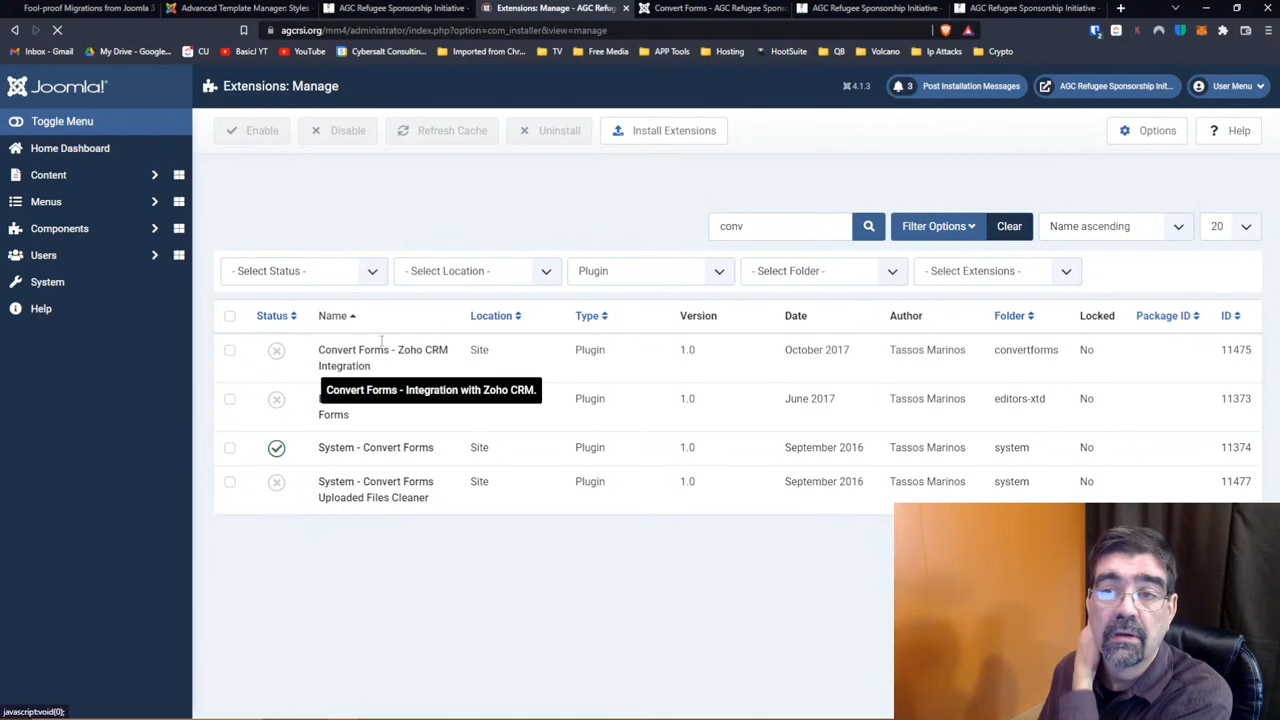 Fool-proof Migrations from Joomla 3
Advanced Template Manager: Styles -
AGC Refugee Sponsorship Initiative -
Extensions: Manage - AGC Refug
Convert Forms - AGC Refugee Spons
AGC Refugee Sponsorship Initiative -
AGC Refugee Sponsorship Initiative -
agcrsi.org/mm4/administrator/index.php?option=com_installer&view=manage
Inbox - Gmail
My Drive - Google...
CU
BasicJ YT
YouTube
Cybersalt Consulting...
Imported from Chr...
TV
Free Media
APP Tools
Hosting
HootSuite
QB
Volcano
Ip Attacks
Crypto
Joomla!
Extensions: Manage
4.1.3
3
Post Installation Messages
AGC Refugee Sponsorship Init...
User Menu
Toggle Menu
Enable
Disable
Refresh Cache
Uninstall
Install Extensions
Options
? Help
Home Dashboard
Content
Menus
Components
Users
System
Help
conv
Filter Options
Clear
Name ascending
20
- Select Status -
- Select Location -
Plugin
- Select Folder -
- Select Extensions -
Status
Name
Location
Type
Version
Date
Author
Folder
Locked
Package ID
ID
Convert Forms - Zoho CRM
Integration
Site
Plugin
1.0
October 2017
Tassos Marinos
convertforms
No
11475
Convert Forms - Integration with Zoho CRM.
Forms
Site
Plugin
1.0
June 2017
Tassos Marinos
editors-xtd
No
11373
System - Convert Forms
Site
Plugin
1.0
September 2016
Tassos Marinos
system
No
11374
System - Convert Forms
Uploaded Files Cleaner
Site
Plugin
1.0
September 2016
Tassos Marinos
system
No
11477
javascript:void(0);